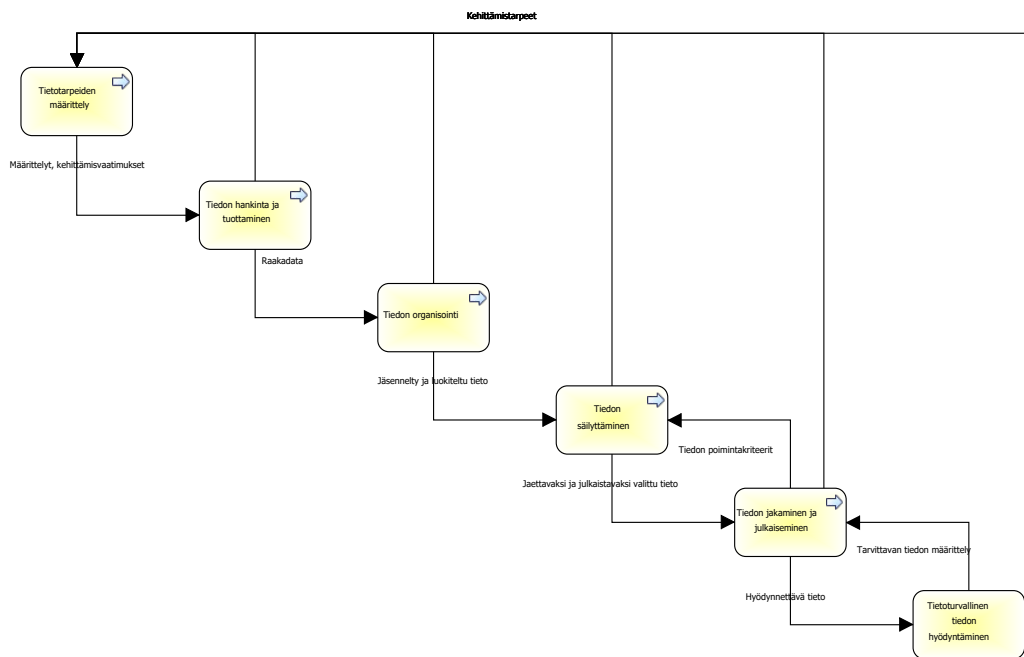 Kehittämistarpeet
Tietotarpeiden
määrittely
Määrittelyt, kehittämisvaatimukset
Tiedon hankinta ja
tuottaminen
Raakadata
Tiedon organisointi
Jäsennelty ja luokiteltu tieto
Tiedon
säilyttäminen
Tiedon poimintakriteerit
Jaettavaksi ja julkaistavaksi valittu tieto
Tiedon jakaminen ja
julkaiseminen
Tarvittavan tiedon määrittely
Hyödynnettävä tieto
Tietoturvallinen
tiedon
hyödyntäminen